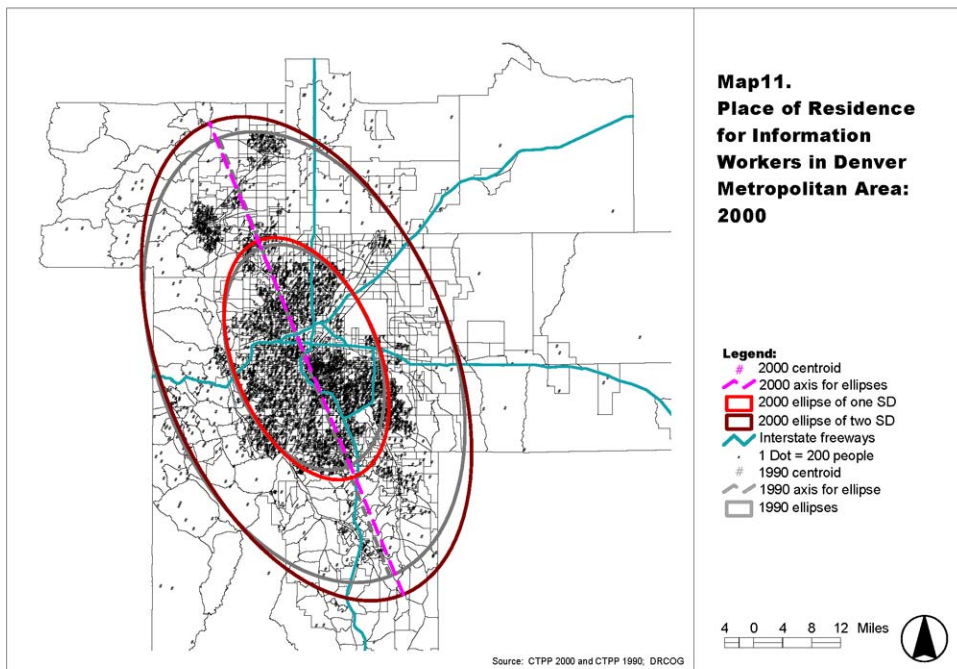 Map11.
Place of Residence
for Information
Workers in Denver
Metropolitan Area:
2000
Legend:
# 2000 centroid
2000 axis for ellipses
2000 ellipse of one SD
2000 ellipse of two SD
Interstate freeways
1 Dot = 200 people
# 1990 centroid
1990 axis for ellipse
1990 ellipses
4 0 4 8 12 Miles
Source: CTPP 2000 and CTPP 1990; DRCOG